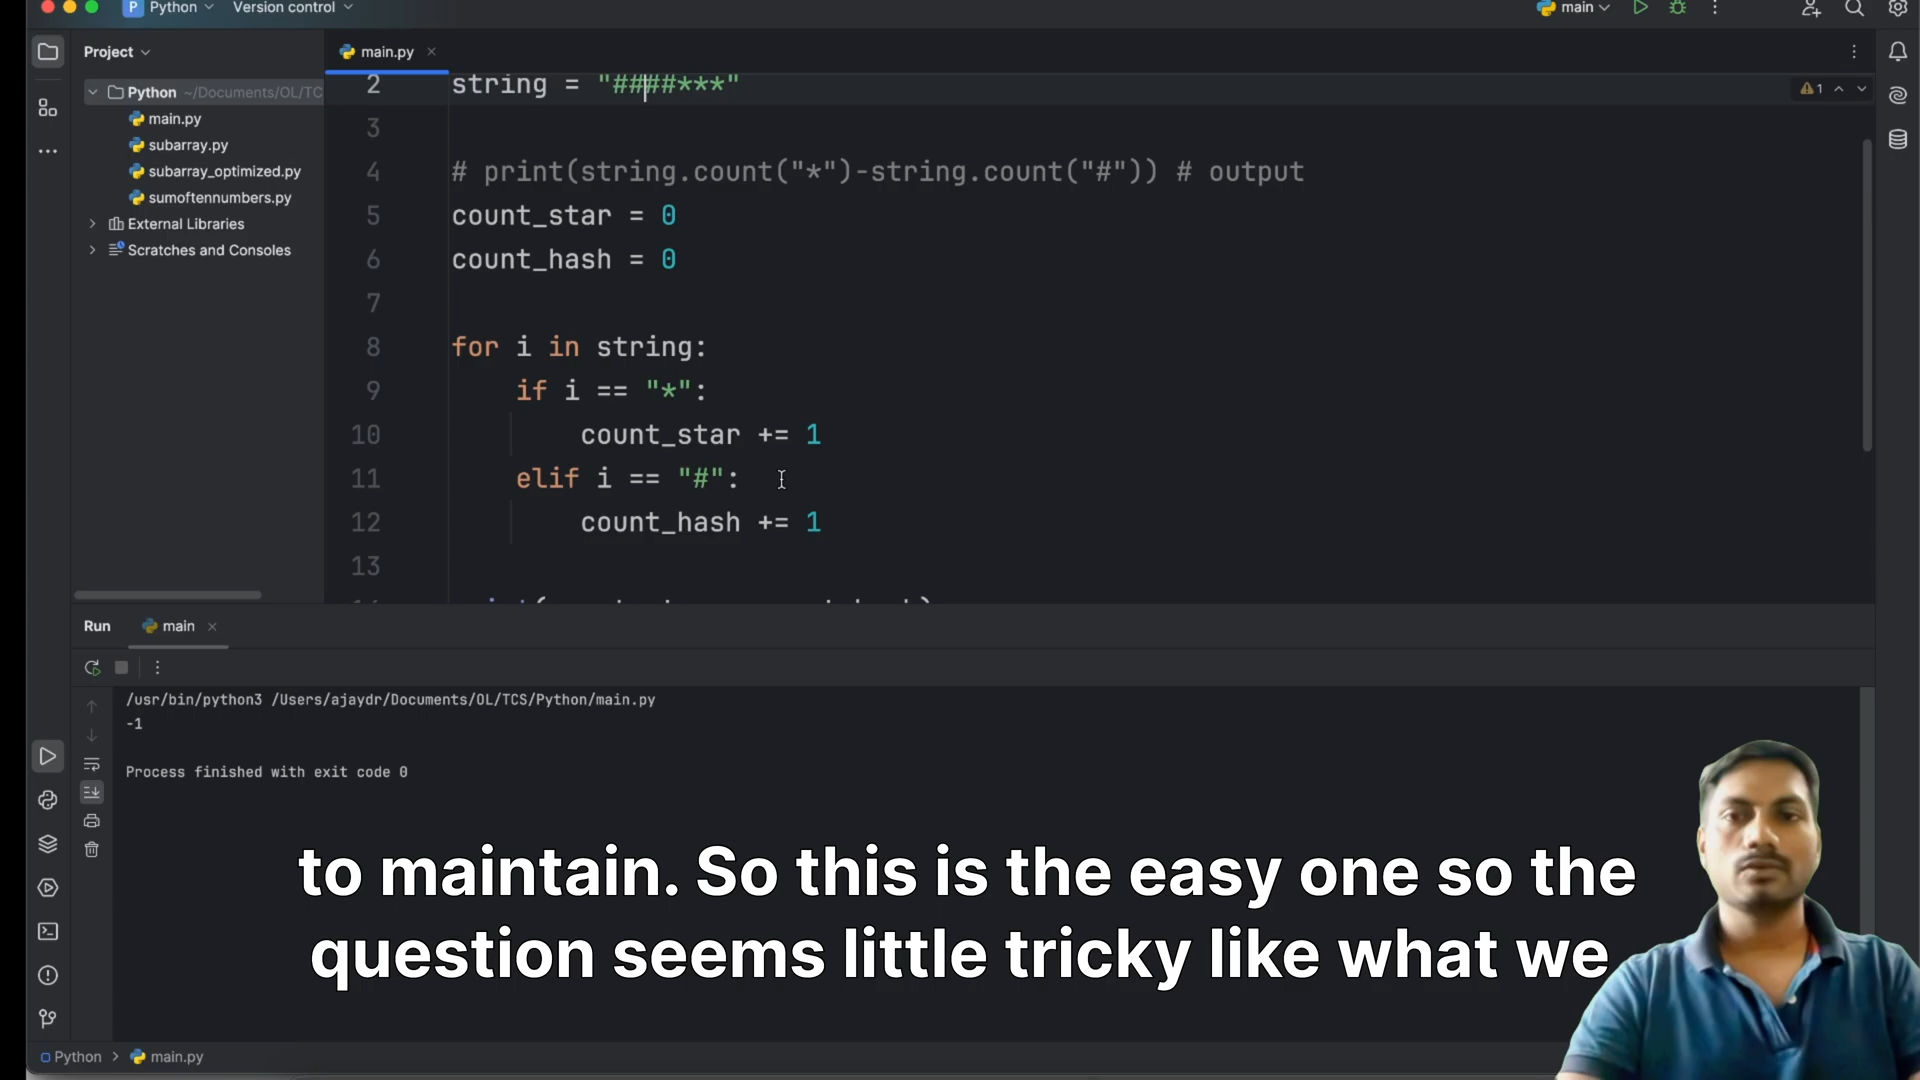 P Python Version control main
Project main.py
Python ~/Documents/OL/TC
main.py
subarray.py
subarray_optimized.py
sumoftennumbers.py
External Libraries
Scratches and Consoles
2 string = "####***"
1
3
4 # print(string.count("*")-string.count("#")) # output
5 count_star = 0
6 count_hash = 0
7
8 for i in string:
9 if i == "*":
10 count_star += 1
11 elif i == "#":
12 count_hash += 1
13
Run main
/usr/bin/python3 /Users/ajaydr/Documents/OL/TCS/Python/main.py
-1
Process finished with exit code 0
to maintain. So this is the easy one so the
question seems little tricky like what we
Python > main.py